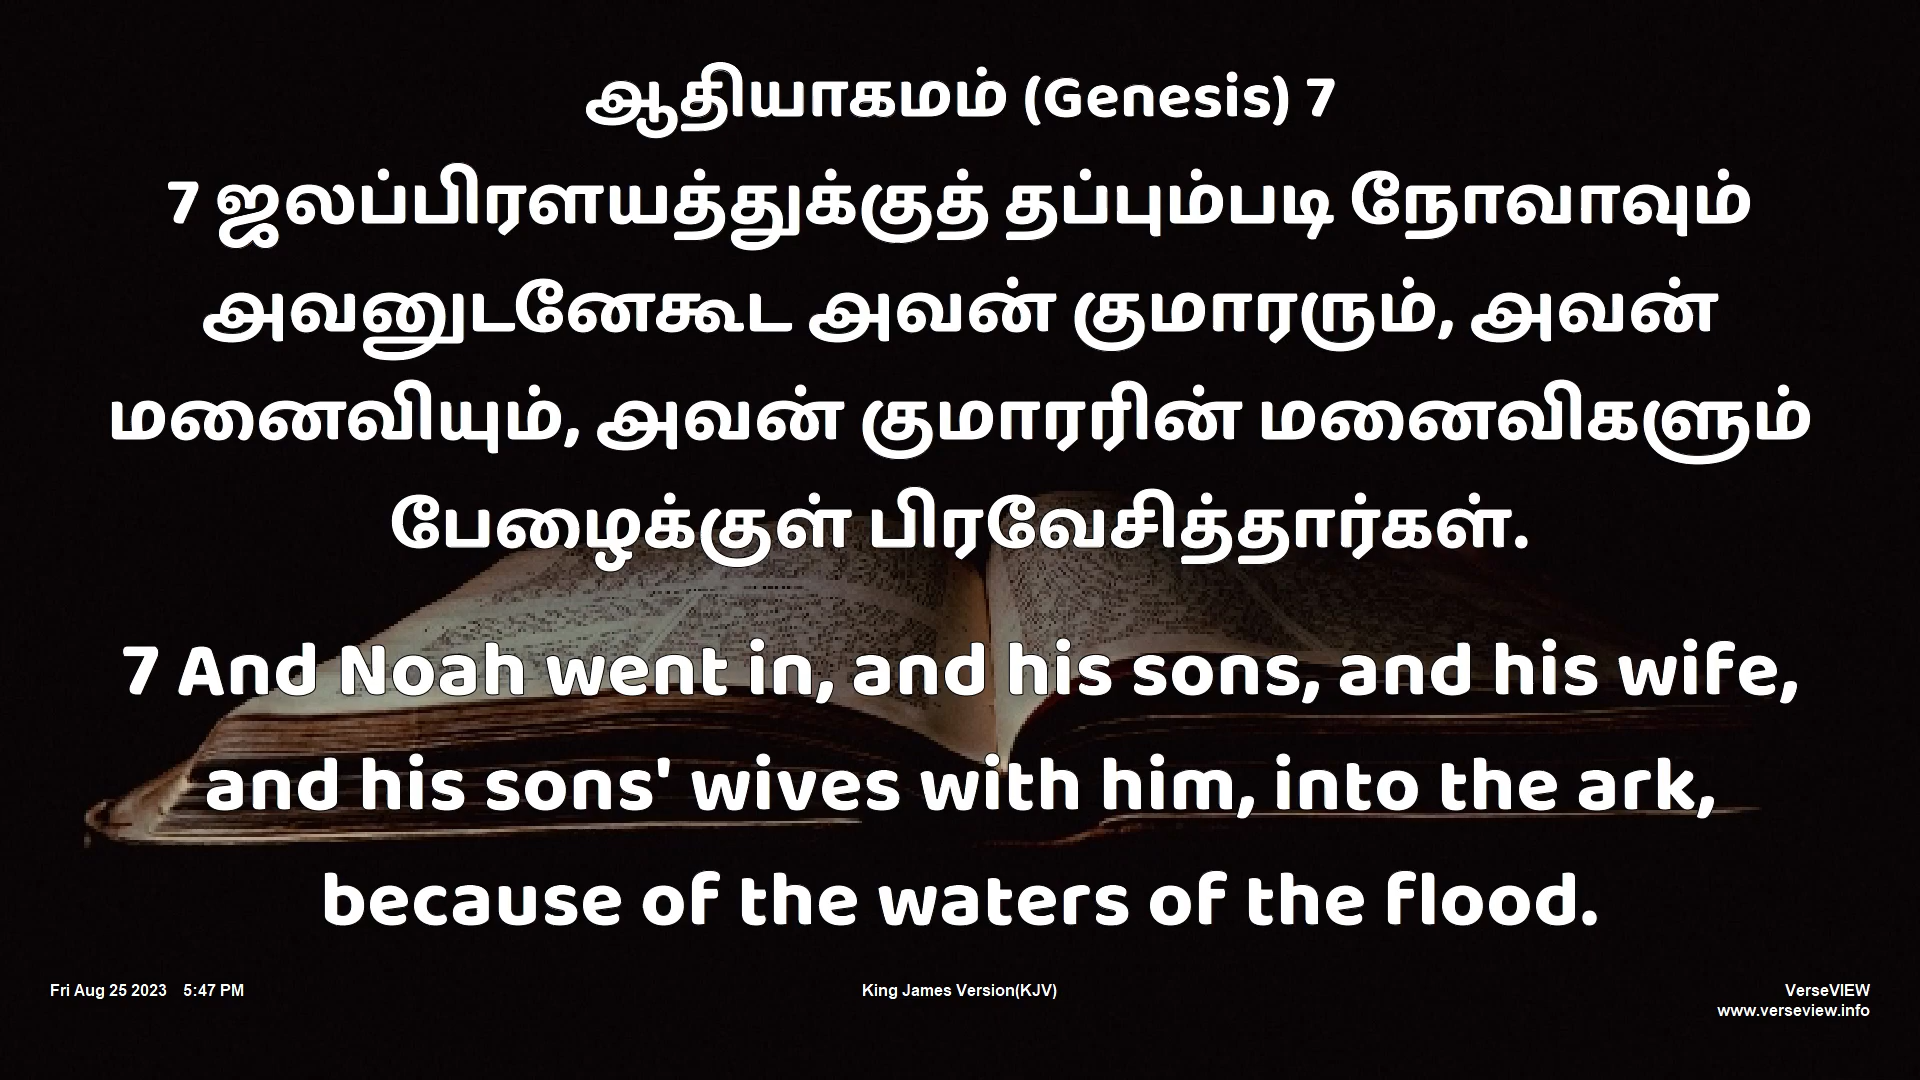 ஆதியாகமம் (Genesis) 7
7 ஜலப்பிரளயத்துக்குத் தப்பும்படி நோவாவும்
அவனுடனேகூட அவன் குமாரரும், அவன்
மனைவியும், அவன் குமாரரின் மனைவிகளும்
பேழைக்குள் பிரவேசித்தார்கள்.
7 And Noah went in, and his sons, and his wife,
and his sons' wives with him, into the ark,
because of the waters of the flood.
Fri Aug 25 2023 5:47 PM
King James Version(KJV)
VerseVIEW
www.verseview.info